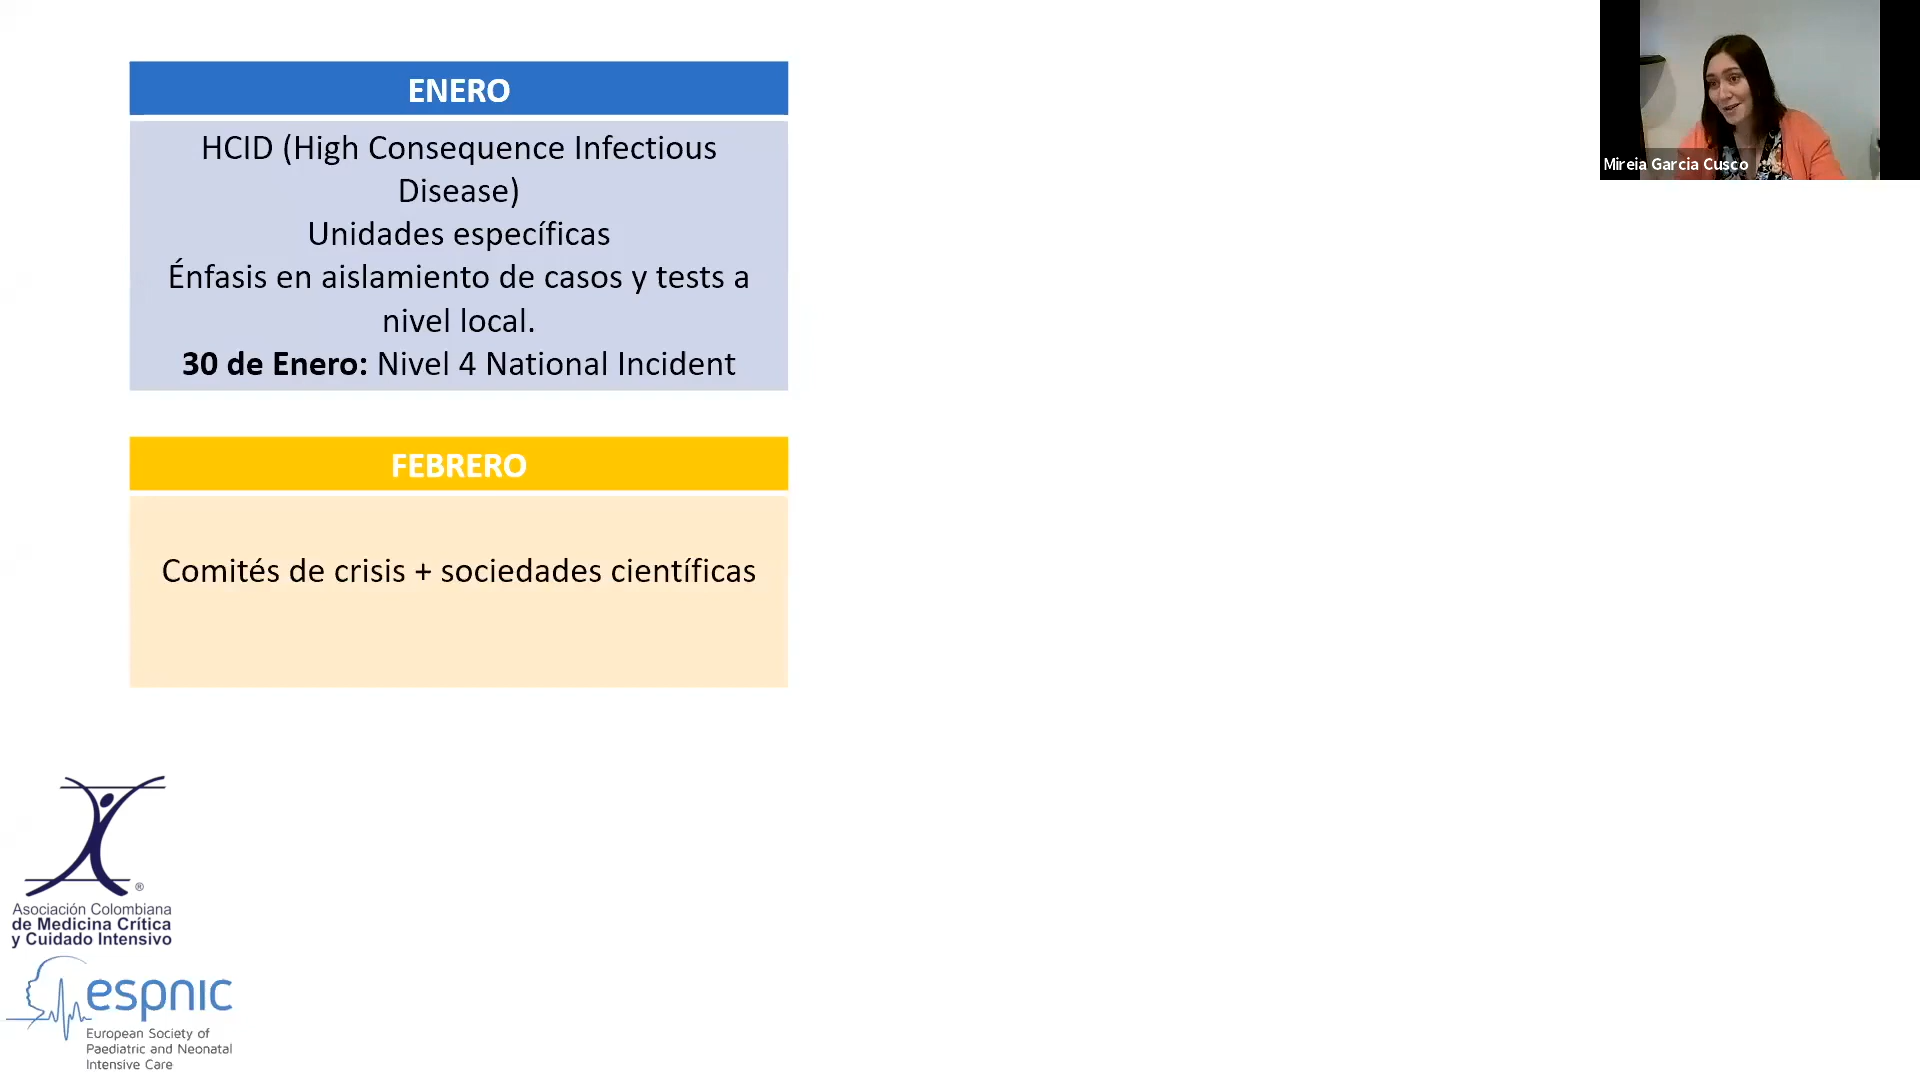 ENERO
HCID (High Consequence Infectious
Disease)
Unidades específicas
Énfasis en aislamiento de casos y tests a
nivel local.
30 de Enero: Nivel 4 National Incident
FEBRERO
Comités de crisis + sociedades científicas
Mireia Garcia Cusco
®
Asociación Colombiana
de Medicina Crítica
y Cuidado Intensivo
espnic
European Society of
Paediatric and Neonatal
Intensive Care